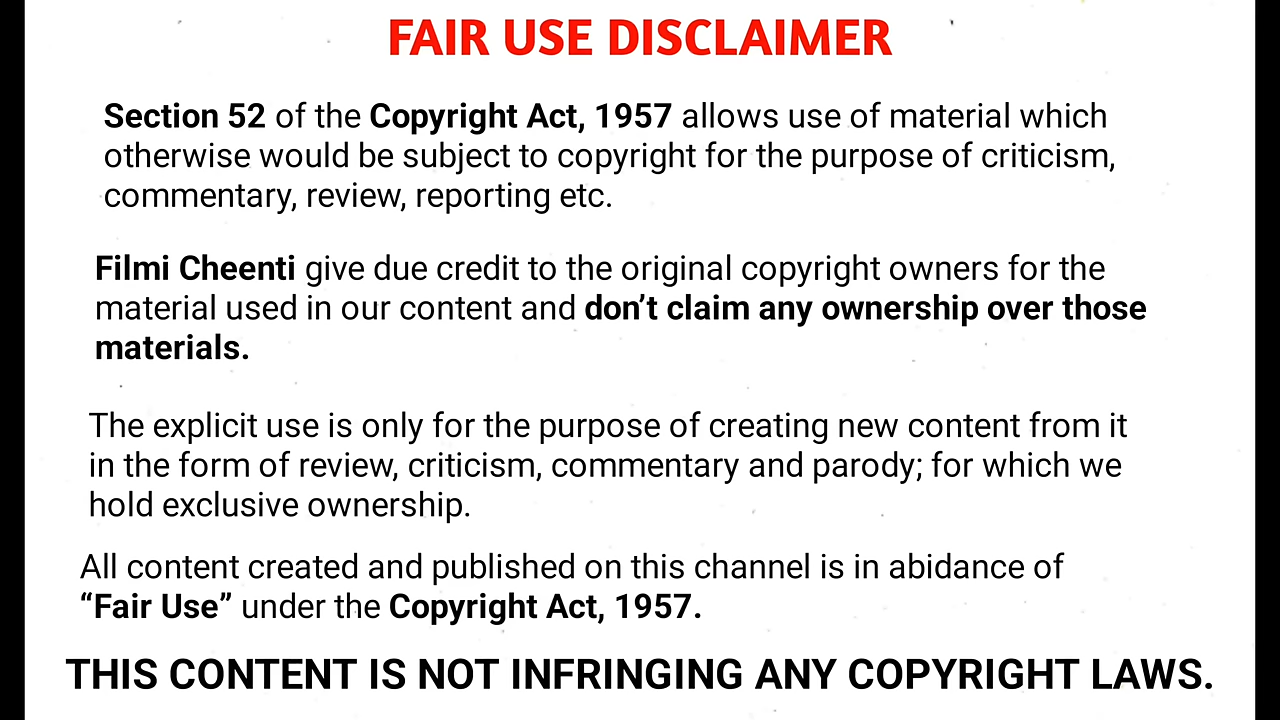 FAIR USE DISCLAIMER
Section 52 of the Copyright Act, 1957 allows use of material which
otherwise would be subject to copyright for the purpose of criticism,
commentary, review, reporting etc.
Filmi Cheenti give due credit to the original copyright owners for the
material used in our content and don’t claim any ownership over those
materials.
The explicit use is only for the purpose of creating new content from it
in the form of review, criticism, commentary and parody; for which we
hold exclusive ownership.
All content created and published on this channel is in abidance of
“Fair Use” under the Copyright Act, 1957.
THIS CONTENT IS NOT INFRINGING ANY COPYRIGHT LAWS.